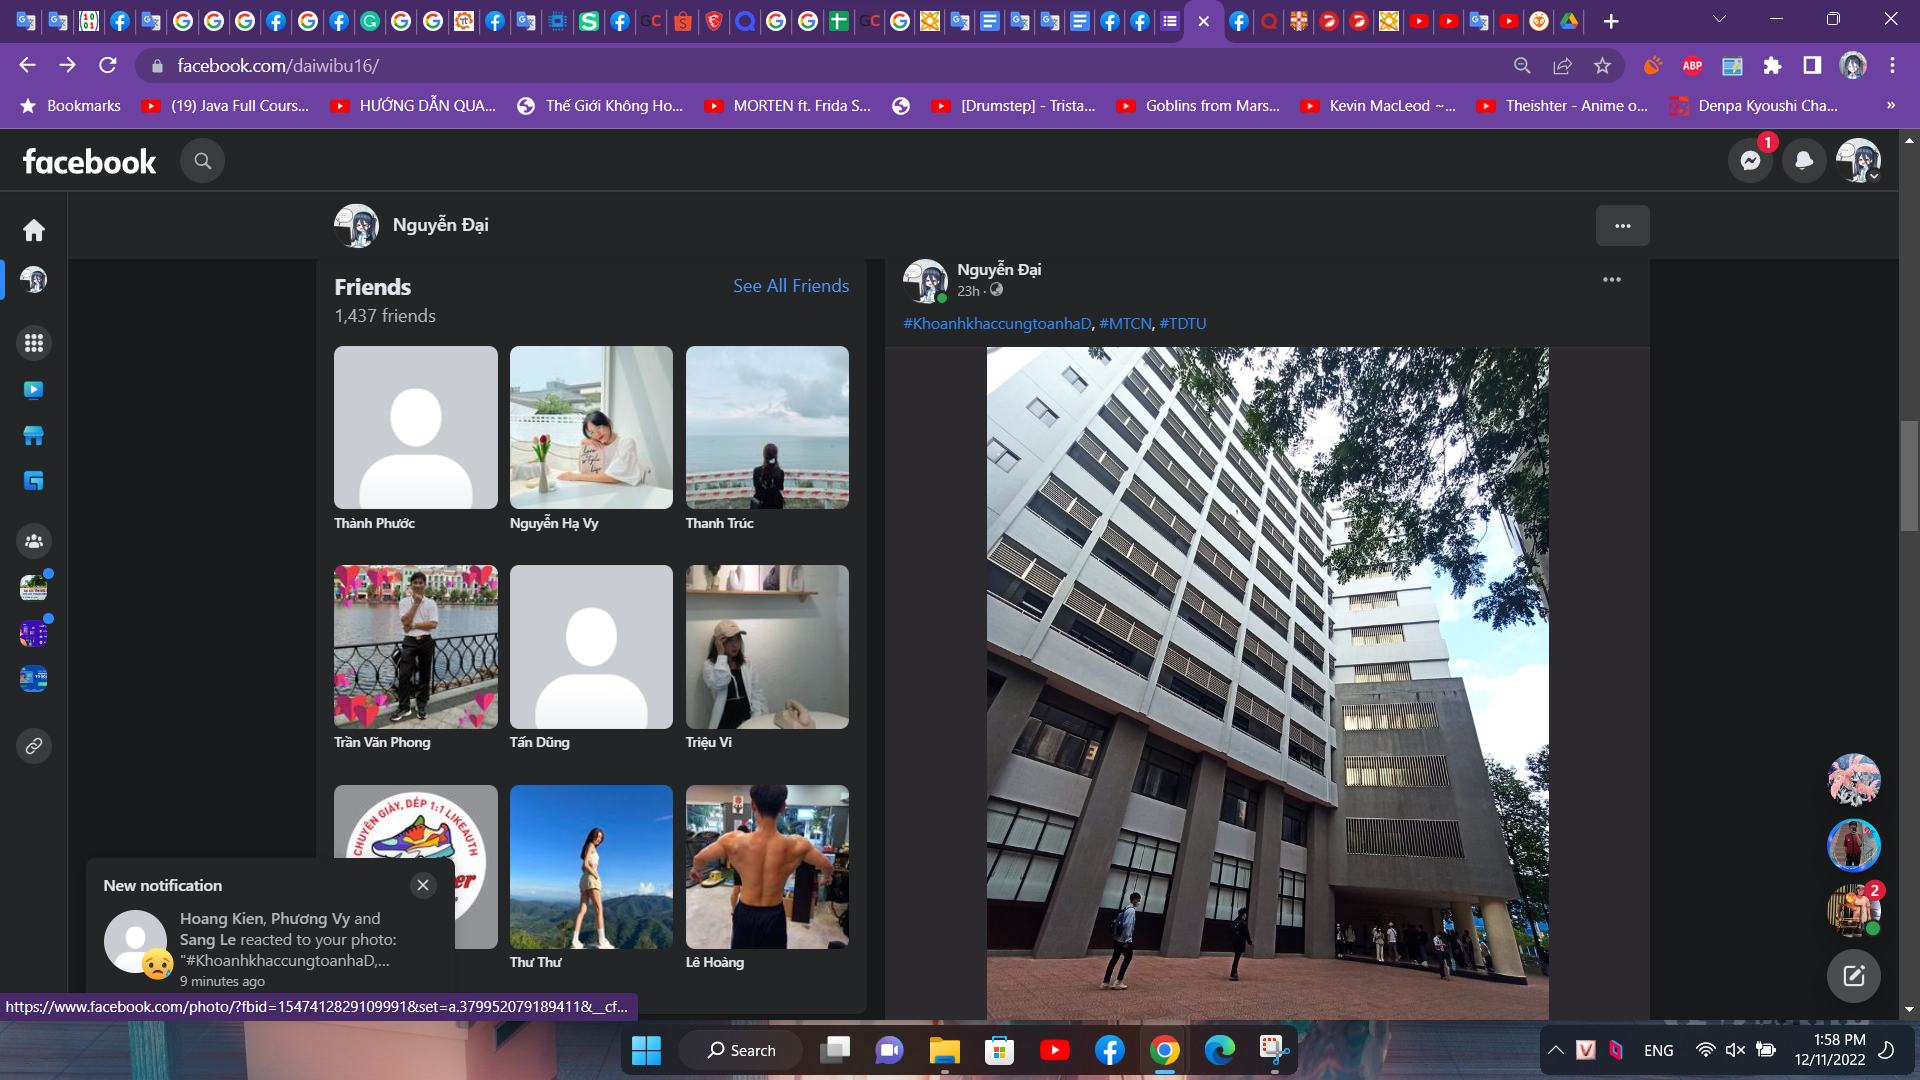 facebook.com/daiwibu16/
ABP
Bookmarks
(19) Java Full Cours...
HƯỚNG DẪN QUA...
Thế Giới Không Ho...
MORTEN ft. Frida S...
[Drumstep] - Trista...
Goblins from Mars...
Kevin MacLeod ~...
Theishter - Anime o...
Denpa Kyoushi Cha...
»
facebook
1
Nguyễn Đại
Friends
See All Friends
1,437 friends
Thành Phước
Nguyễn Hạ Vy
Thanh Trúc
Trần Văn Phong
Tấn Dũng
Triệu Vi
CHUYÊN GIÀY, DÉP 1:1 LIKEAUTH
Thư Thư
Lê Hoàng
Nguyễn Đại
23h ·
#KhoanhkhaccungtoanhaD, #MTCN, #TDTU
2
New notification
Hoang Kien, Phương Vy and
Sang Le reacted to your photo:
"#KhoanhkhaccungtoanhaD,...
9 minutes ago
https://www.facebook.com/photo/?fbid=1547412829109991&set=a.379952079189411&__cf...
Search
ENG
1:58 PM
12/11/2022